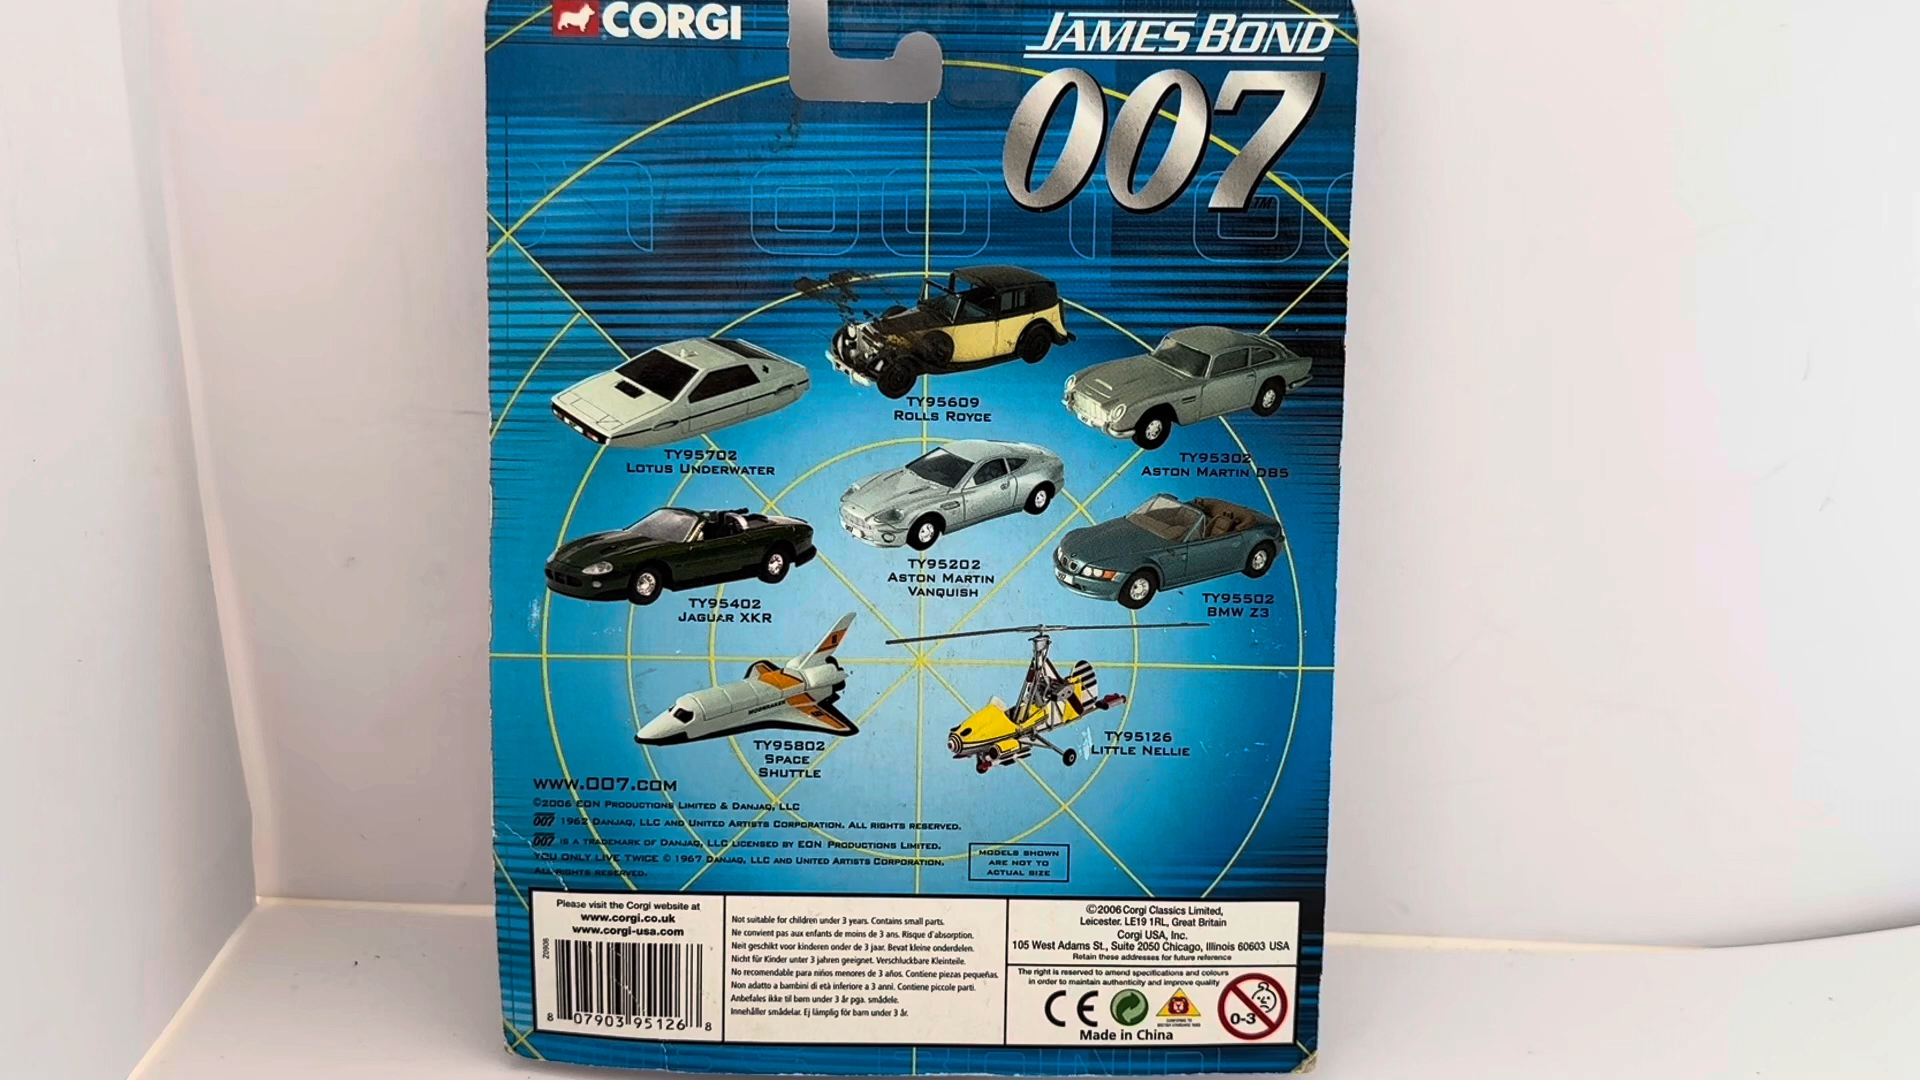 CORGI
JAMES BOND
007
TM
TY95609
ROLLS ROYCE
TY95702
LOTUS UNDERWATER
TY95302
ASTON MARTIN DB5
TY95202
ASTON MARTIN
VANQUISH
TY95402
JAGUAR XKR
TY95502
BMW Z3
MOONRAKER
TY95802
SPACE
SHUTTLE
TY95126
LITTLE NELLIE
WWW.007.COM
©2006 EON PRODUCTIONS LIMITED & DANJAQ, LLC
007 1962 DANJAQ, LLC AND UNITED ARTISTS CORPORATION. ALL RIGHTS RESERVED.
007 IS A TRADEMARK OF DANJAQ, LLC LICENSED BY EON PRODUCTIONS LIMITED.
YOU ONLY LIVE TWICE © 1967 DANJAQ, LLC AND UNITED ARTISTS CORPORATION.
ALL RIGHTS RESERVED.
MODELS SHOWN
ARE NOT TO
ACTUAL SIZE
Please visit the Corgi website at
www.corgi.co.uk
www.corgi-usa.com
Z0906
8 07903 95126 8
Not suitable for children under 3 years. Contains small parts.
Ne convient pas aux enfants de moins de 3 ans. Risque d'absorption.
Neit geschikt voor kinderen onder de 3 jaar. Bevat kleine onderdelen.
Nicht für Kinder unter 3 jahren geeignet. Verschluckbare Kleinteile.
No recomendable para niños menores de 3 años. Contiene piezas pequeñas.
Non adatto a bambini di età inferiore a 3 anni. Contiene piccole parti.
Anbefales ikke til børn under 3 år pga. smådele.
Innehåller smådelar. Ej lämplig för barn under 3 år.
©2006 Corgi Classics Limited,
Leicester. LE19 1RL, Great Britain
Corgi USA, Inc.
105 West Adams St., Suite 2050 Chicago, Illinois 60603 USA
Retain these addresses for future reference
The right is reserved to amend specifications and colours
in order to maintain authenticity and improve quality
CE
0-3
Made in China